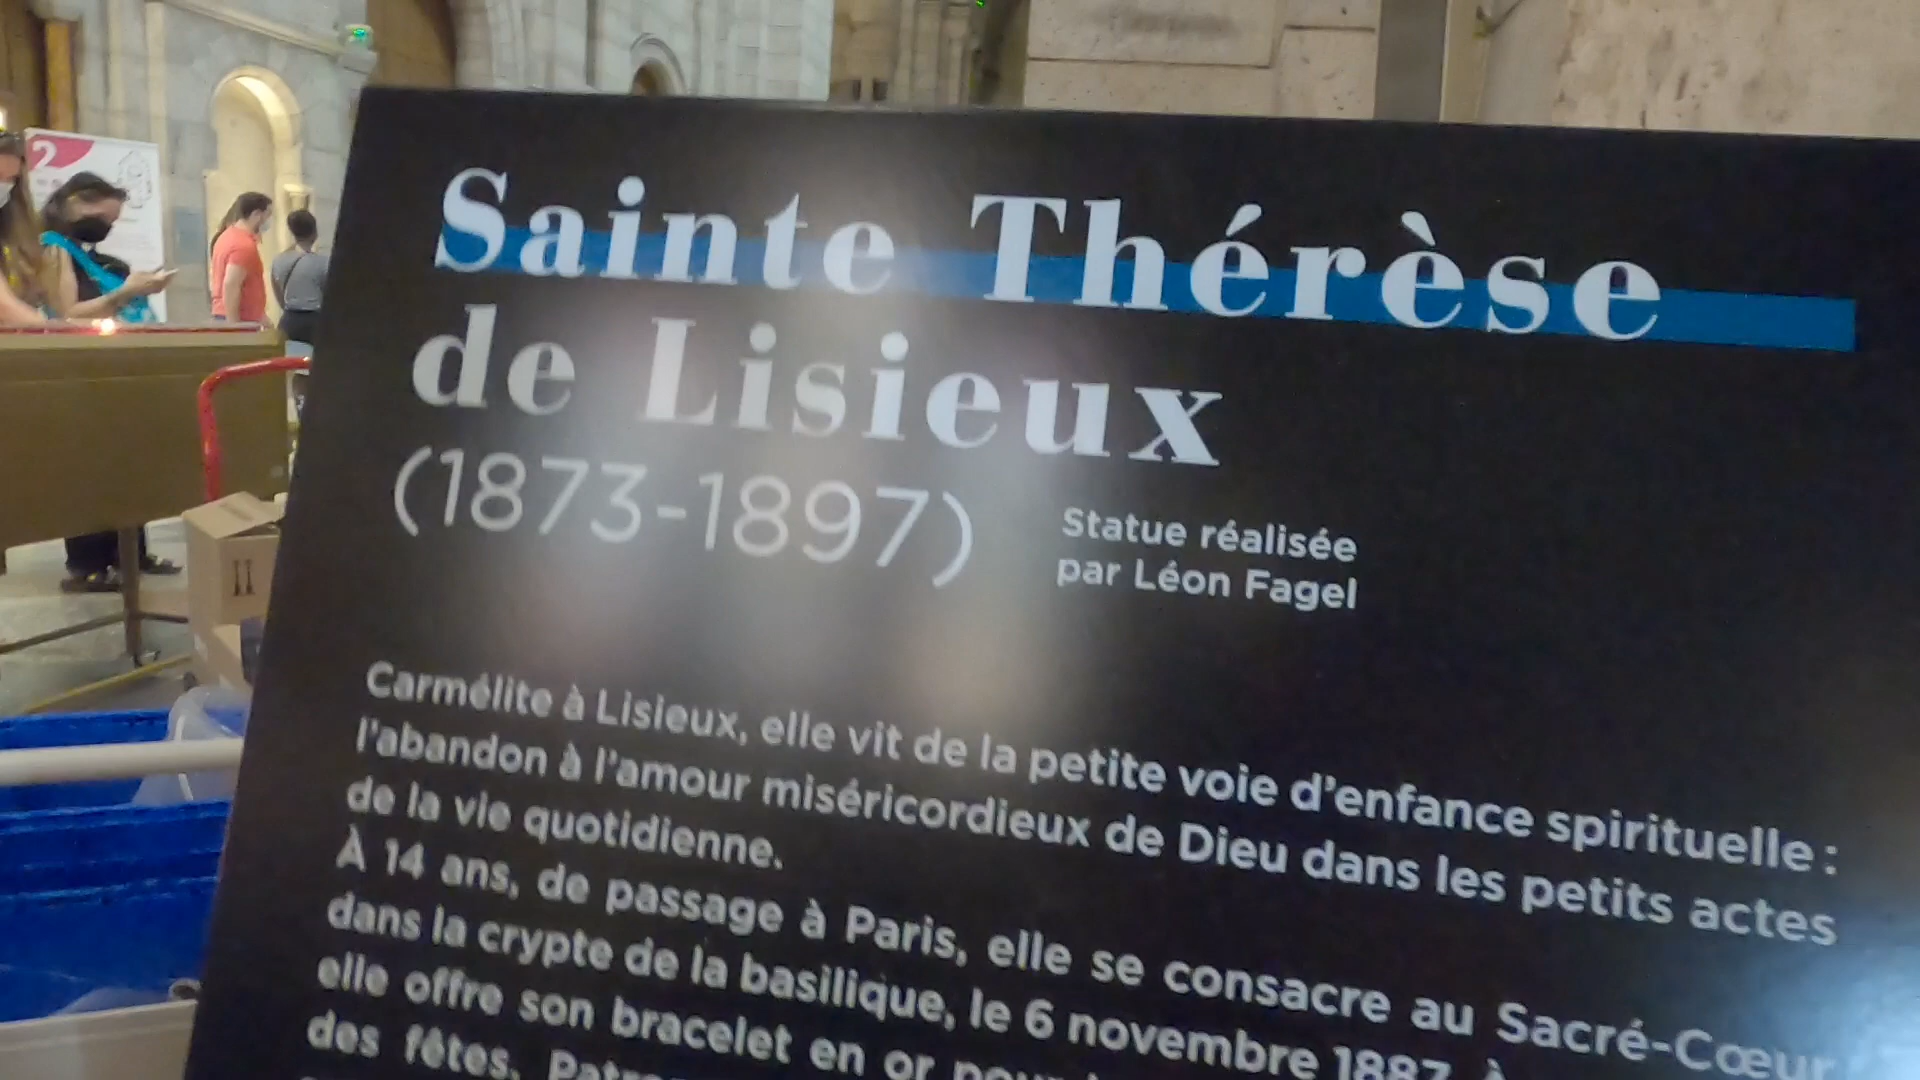 Sainte Thérèse
de Lisieux
(1873-1897)
Statue réalisée
par Léon Fagel
Carmélite à Lisieux, elle vit de la petite voie d'enfance spirituelle :
l'abandon à l'amour miséricordieux de Dieu dans les petits actes
de la vie quotidienne.
À 14 ans, de passage à Paris, elle se consacre au Sacré-Cœur
dans la crypte de la basilique, le 6 novembre 1887. À
elle offre son bracelet en or pour
des fêtes.
2